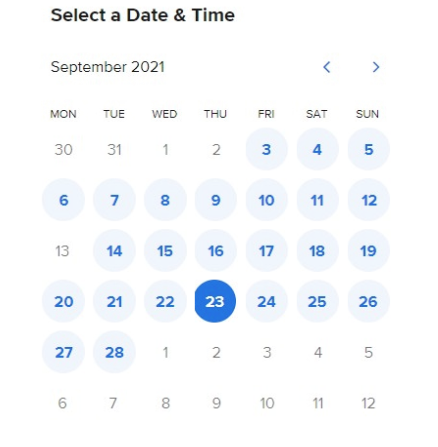 Select a Date & Time
September 2021
MON TUE WED THU FRI SAT SUN
30 31 1 2 3 4 5
6 7 8 9 10 11 12
13 14 15 16 17 18 19
20 21 22 23 24 25 26
27 28 1 2 3 4 5
6 7 8 9 10 11 12